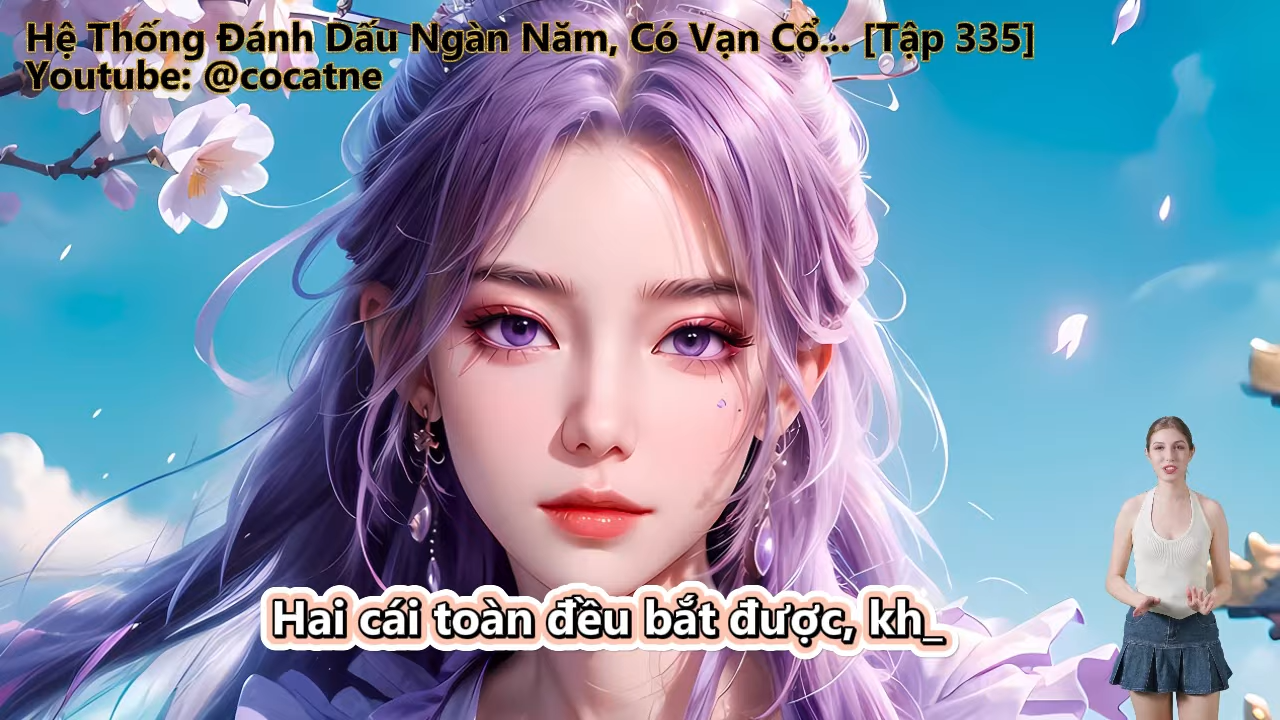 Hệ Thống Đánh Dấu Ngàn Năm, Có Vạn Cổ... [Tập 335]
Youtube: @cocatne
Hai cái toàn đều bắt được, kh_